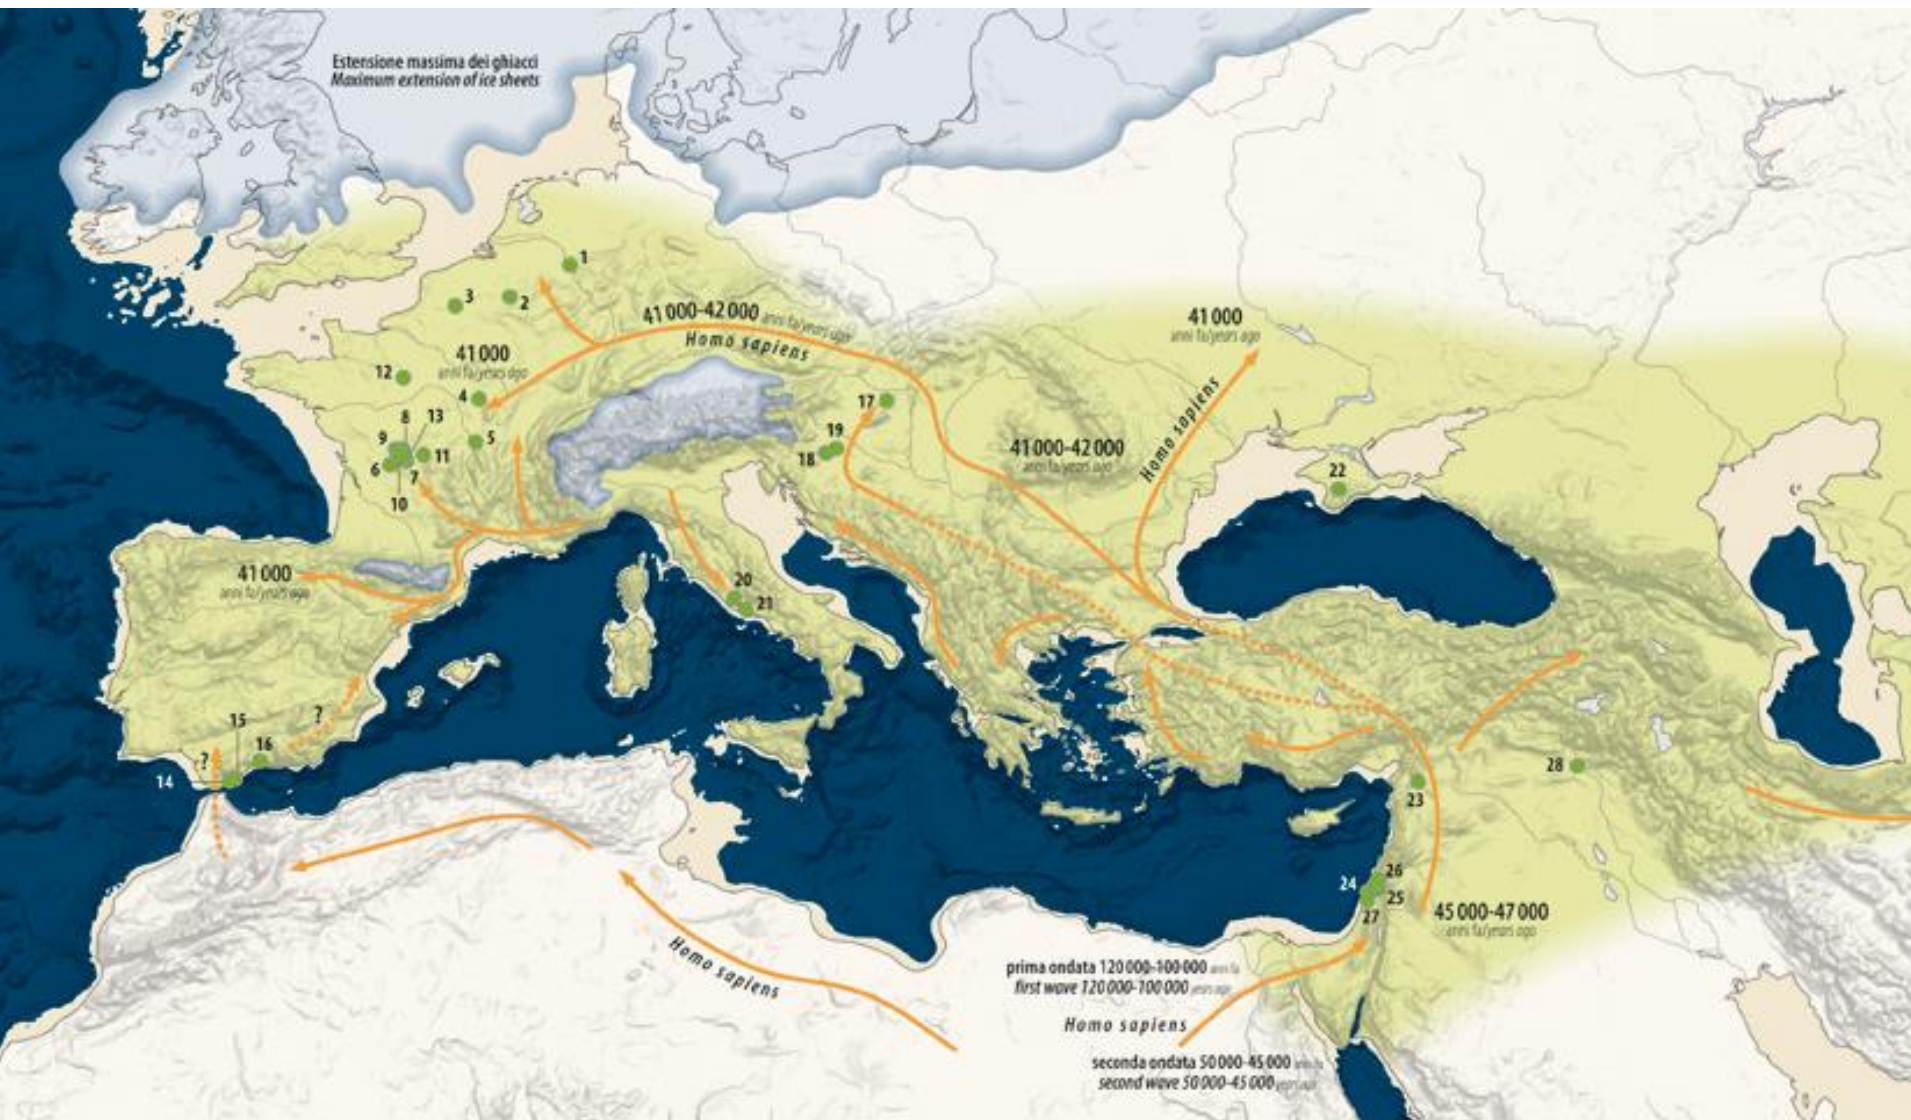 Estensione massima dei ghiacci
Maximum extension of ice sheets
1
2
3
41 000-42 000 anni fa/years ago
Homo sapiens
41 000
anni fa/years ago
41 000
anni fa/years ago
12
4
8
13
9
5
11
6
7
10
17
19
18
41 000-42 000
anni fa/years ago
Homo sapiens
22
41 000
anni fa/years ago
20
21
?
15
16
?
14
28
23
26
24
25
27
45 000-47 000
anni fa/years ago
Homo sapiens
prima ondata 120 000-100 000 anni fa
first wave 120 000-100 000 years ago
Homo sapiens
seconda ondata 50 000-45 000 anni fa
second wave 50 000-45 000 years ago